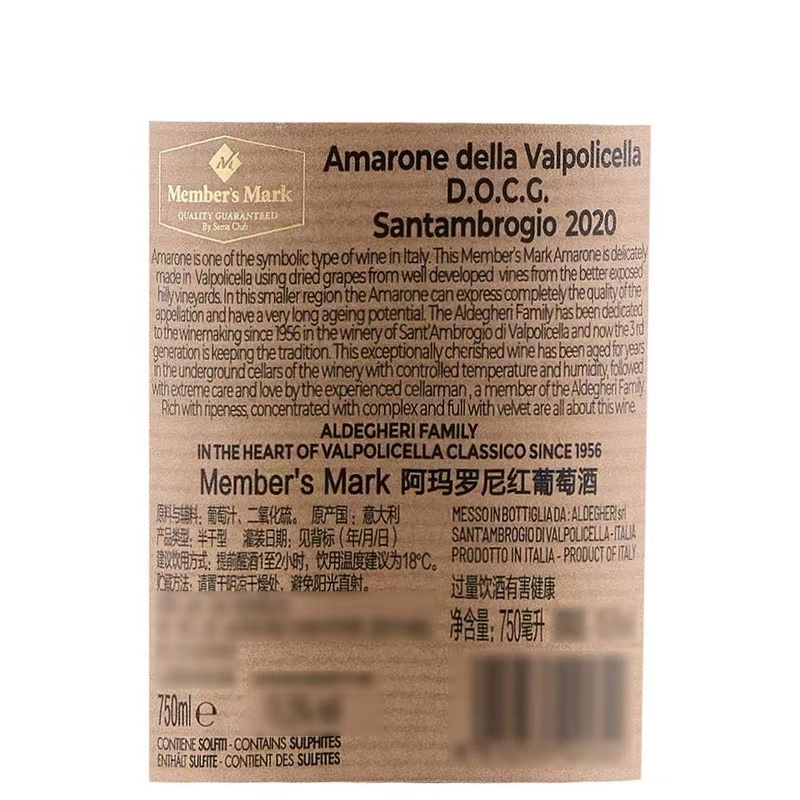 Member's Mark
QUALITY GUARANTEED
By Sam's Club
Amarone della Valpolicella
D.O.C.G.
Santambrogio 2020
Amarone is one of the symbolic type of wine in Italy. This Member's Mark Amarone is delicately
made in Valpolicella using dried grapes from well developed vines from the better exposed
hilly vineyards. In this smaller region the Amarone can express completely the quality of the
appellation and have a very long ageing potential. The Aldegheri Family has been dedicated
to the winemaking since 1956 in the winery of Sant'Ambrogio di Valpolicella and now the 3 rd
generation is keeping the tradition. This exceptionally cherished wine has been aged for years
in the underground cellars of the winery with controlled temperature and humidity, followed
with extreme care and love by the experienced cellarman, a member of the Aldegheri Family.
Rich with ripeness, concentrated with complex and full with velvet are all about this wine.
ALDEGHERI FAMILY
IN THE HEART OF VALPOLICELLA CLASSICO SINCE 1956
Member's Mark 阿玛罗尼红葡萄酒
原料与辅料: 葡萄汁、二氧化硫。 原产国: 意大利
产品类型: 半干型 灌装日期: 见背标 (年/月/日)
建议饮用方式: 提前醒酒1至2小时, 饮用温度建议为18℃。
贮藏方法: 请置于阴凉干燥处、避免阳光直射。
MESSO IN BOTTIGLIA DA: ALDEGHERI srl
SANT'AMBROGIO DI VALPOLICELLA - ITALIA
PRODOTTO IN ITALIA - PRODUCT OF ITALY
过量饮酒有害健康
净含量: 750毫升
750ml e
CONTIENE SOLFITI - CONTAINS SULPHITES
ENTHÄLT SULFITE - CONTIENT DES SULFITES